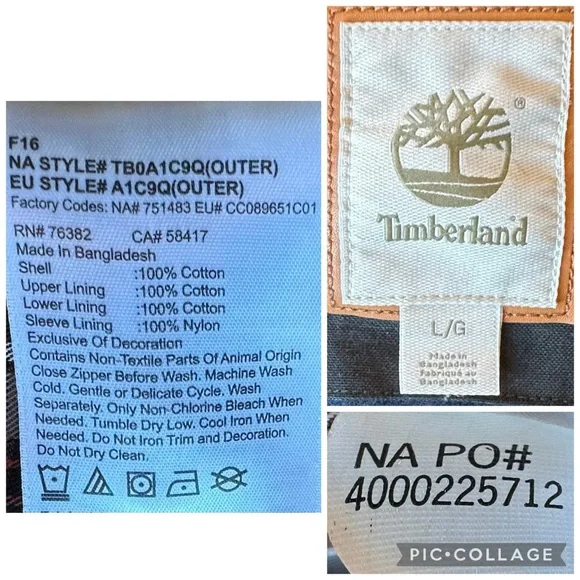 F16
NA STYLE# TB0A1C9Q(OUTER)
EU STYLE# A1C9Q(OUTER)
Factory Codes: NA# 751483 EU# CC089651C01
RN# 76382 CA# 58417
Made In Bangladesh
Shell :100% Cotton
Upper Lining :100% Cotton
Lower Lining :100% Cotton
Sleeve Lining :100% Nylon
Exclusive Of Decoration
Contains Non-Textile Parts Of Animal Origin
Close Zipper Before Wash. Machine Wash
Cold. Gentle or Delicate Cycle. Wash
Separately. Only Non-Chlorine Bleach When
Needed. Tumble Dry Low. Cool Iron When
Needed. Do Not Iron Trim and Decoration.
Do Not Dry Clean.
®
Timberland
L/G
Made in
Bangladesh
Fabriqué au
Bangladesh
NA PO#
4000225712
PIC•COLLAGE